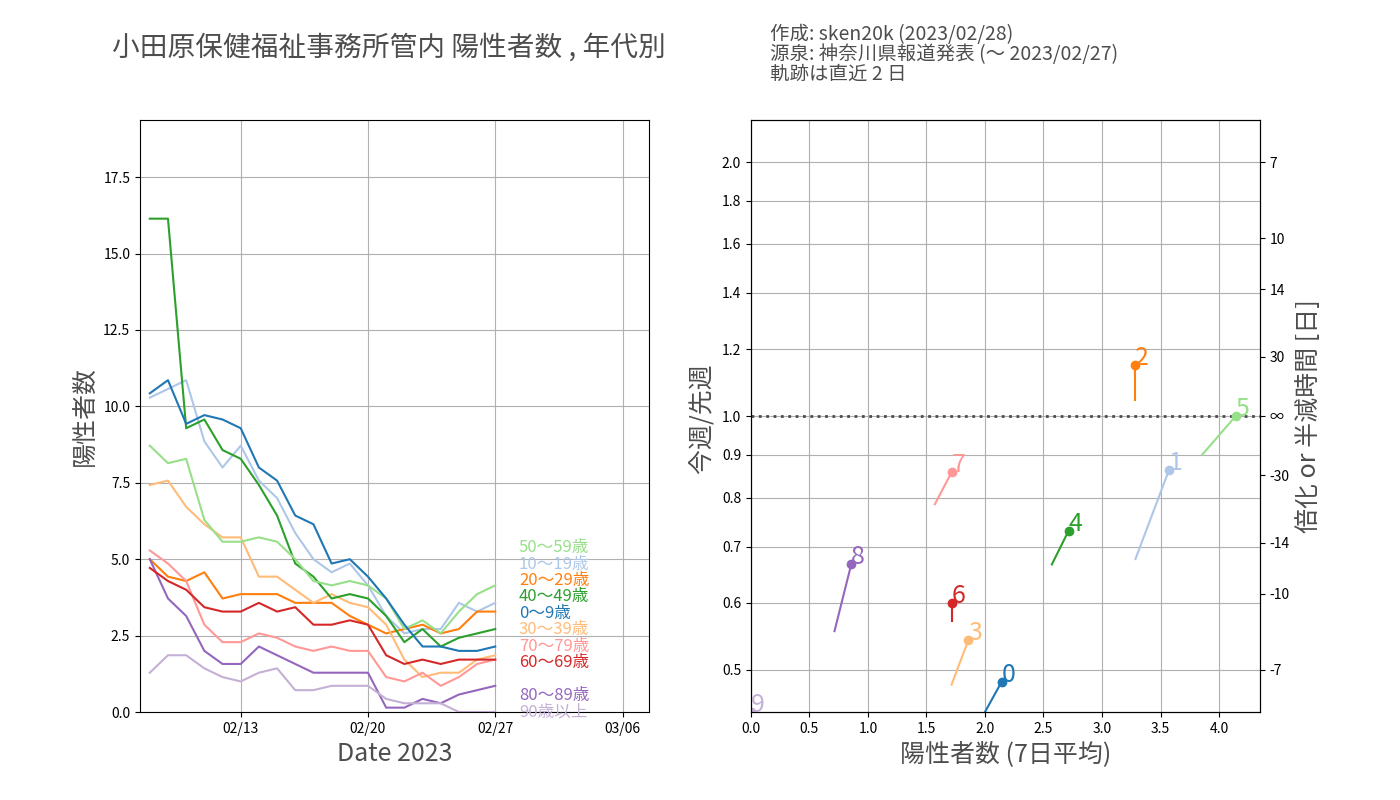 小田原保健福祉事務所管内 陽性者数 , 年代別
作成: sken20k (2023/02/28)
源泉: 神奈川県報道発表 (〜 2023/02/27)
軌跡は直近 2 日
陽性者数
17.5
15.0
12.5
10.0
7.5
5.0
2.5
0.0
50〜59歳
10〜19歳
20〜29歳
40〜49歳
0〜9歳
30〜39歳
70〜79歳
60〜69歳
80〜89歳
90歳以上
02/13
02/20
02/27
03/06
Date 2023
今週/先週
2.0
1.8
1.6
1.4
1.2
1.0
0.9
0.8
0.7
0.6
0.5
2
5
1
7
4
8
6
3
0
9
7
10
14
30
∞
-30
-14
-10
-7
倍化 or 半減時間 [日]
0.0
0.5
1.0
1.5
2.0
2.5
3.0
3.5
4.0
陽性者数 (7日平均)